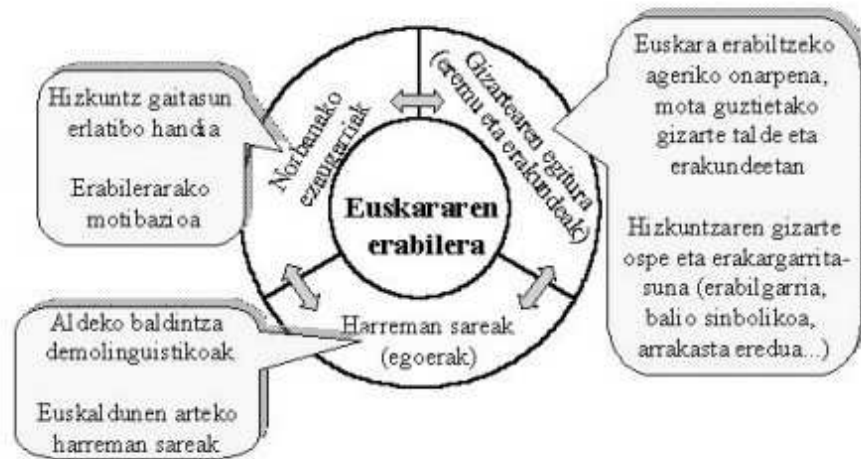 Hizkuntz gaitasun
erlatibo handia
Erabilerarako
motibazioa
Norbanako
ezaugarriak
Gizartearen egitura
(eremu eta erakundeak)
Euskara erabiltzeko
ageriko onarpena,
mota guztietako
gizarte talde eta
erakundeetan
Hizkuntzaren gizarte
ospe eta erakargarrita-
suna (erabilgarria,
balio sinbolikoa,
arrakasta eredua...)
Euskararen
erabilera
Harreman sareak
(egoerak)
Aldeko baldintza
demolinguistikoak
Euskaldunen arteko
harreman sareak